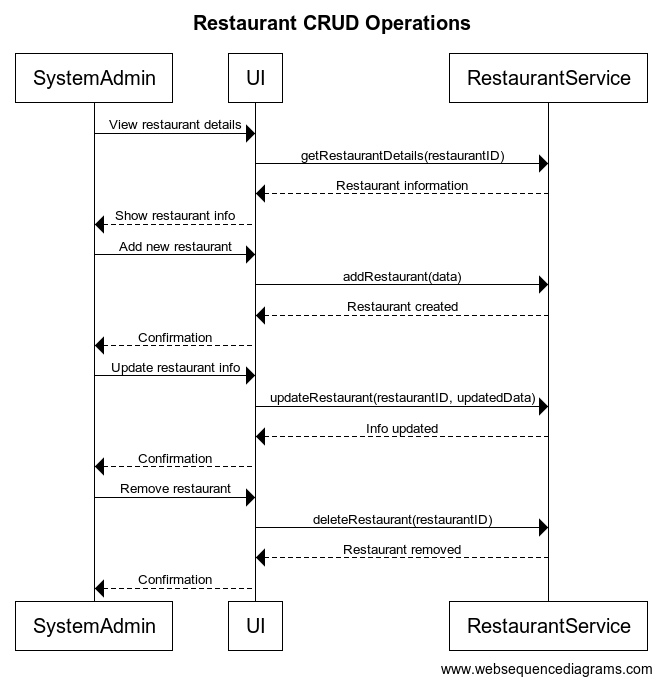 Restaurant CRUD Operations
SystemAdmin
UI
RestaurantService
View restaurant details
getRestaurantDetails(restaurantID)
Restaurant information
Show restaurant info
Add new restaurant
addRestaurant(data)
Restaurant created
Confirmation
Update restaurant info
updateRestaurant(restaurantID, updatedData)
Info updated
Confirmation
Remove restaurant
deleteRestaurant(restaurantID)
Restaurant removed
Confirmation
SystemAdmin
UI
RestaurantService
www.websequencediagrams.com